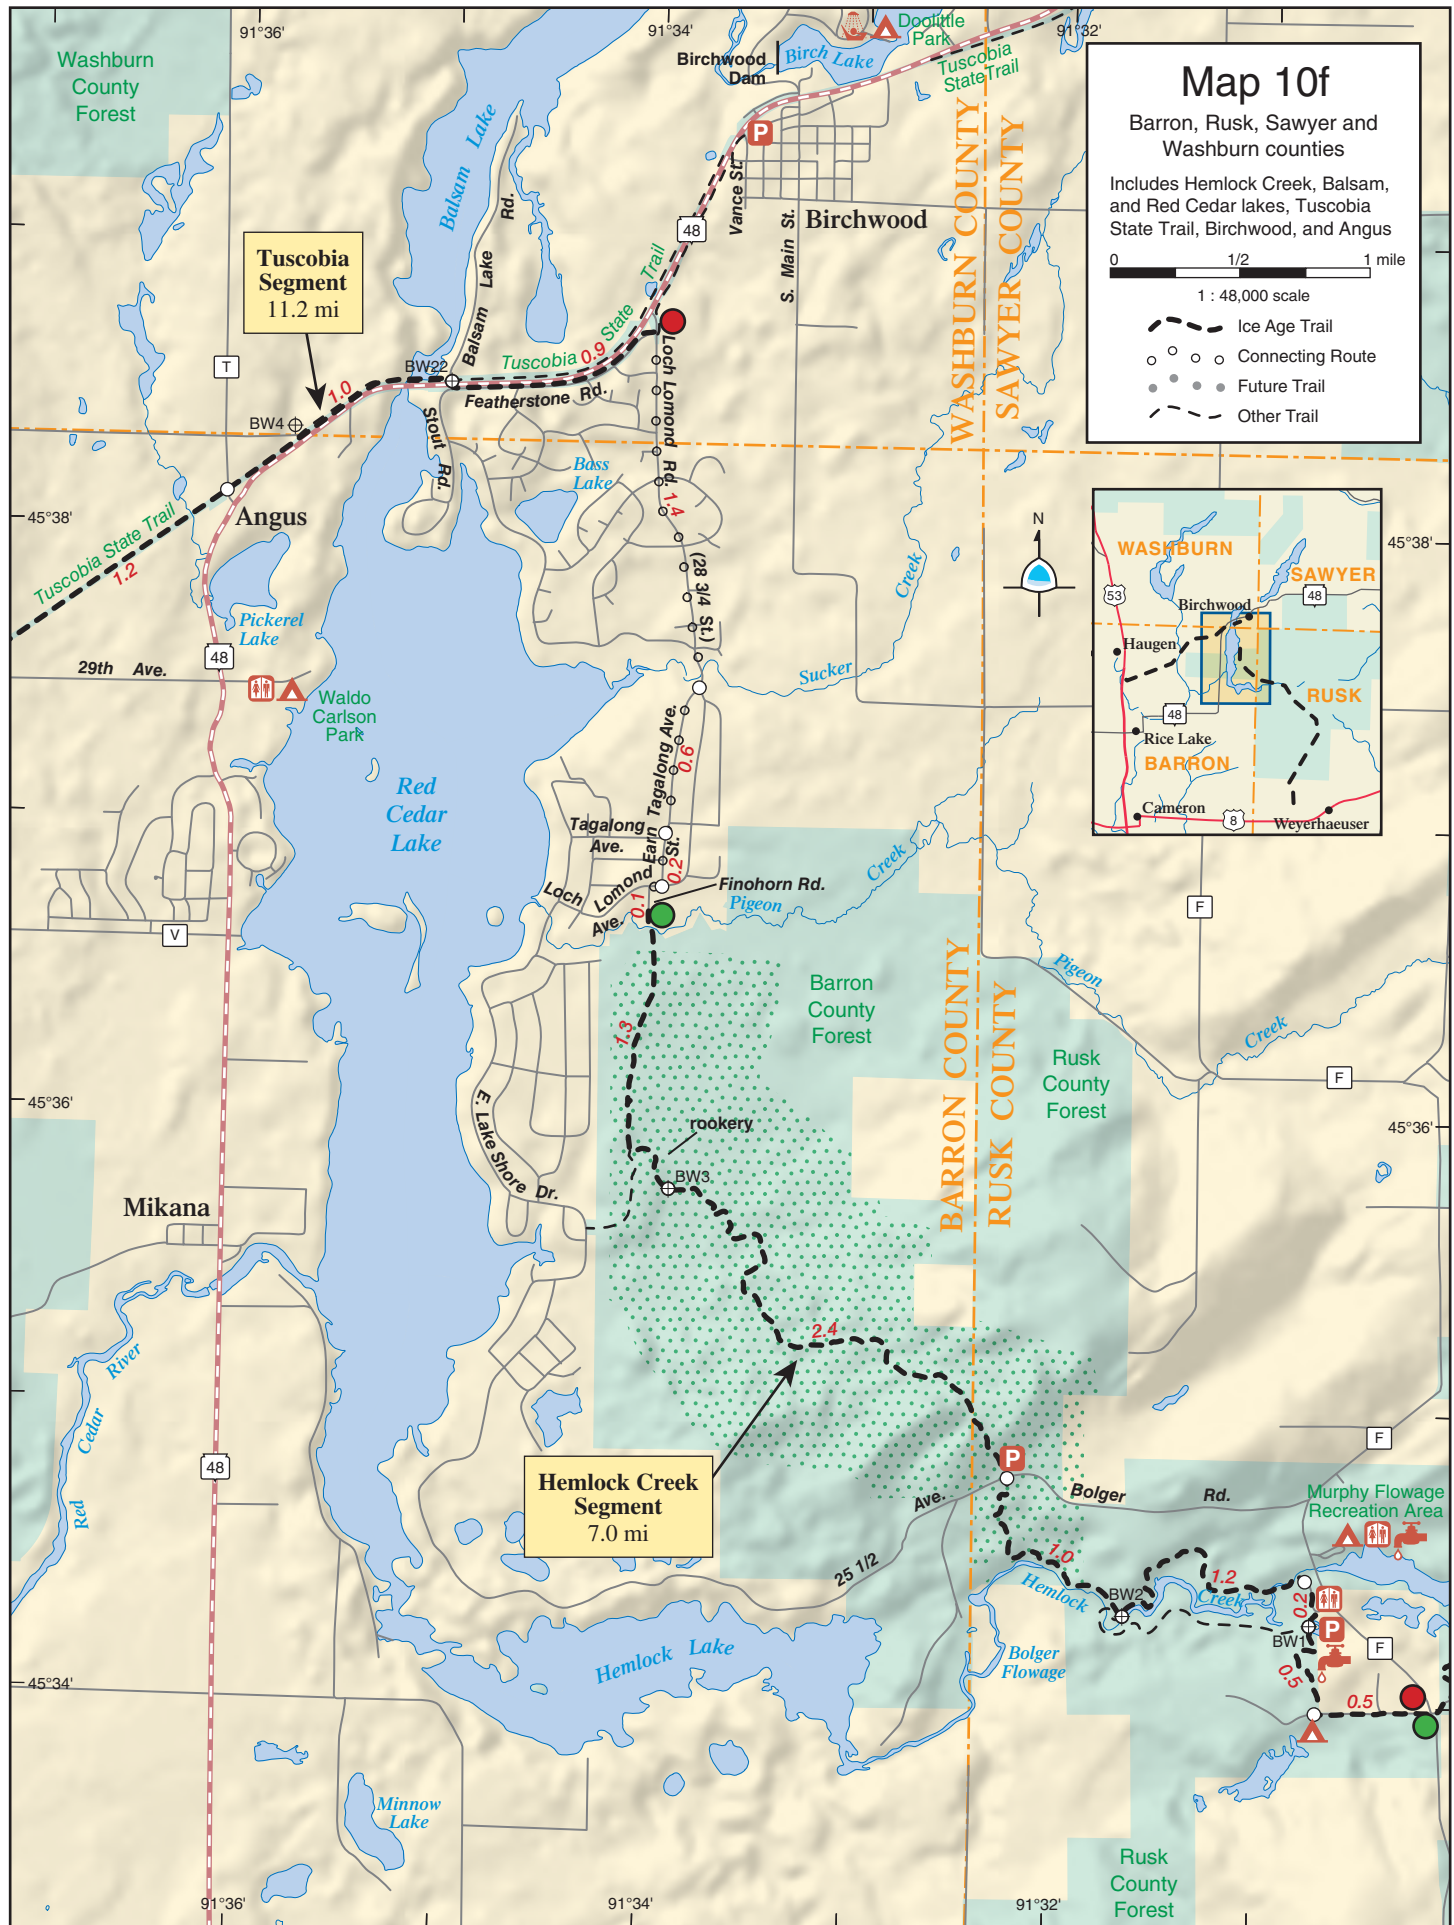 91°36'
91°34'
91°32'
Doolittle
Park
Washburn
County
Forest
Birchwood
Dam
Birch Lake
Tuscobia
State Trail
Map 10f
Barron, Rusk, Sawyer and
Washburn counties
Includes Hemlock Creek, Balsam,
and Red Cedar lakes, Tuscobia
State Trail, Birchwood, and Angus
0 1/2 1 mile
1 : 48,000 scale
Ice Age Trail
Connecting Route
Future Trail
Other Trail
WASHBURN COUNTY
SAWYER COUNTY
P
Vance St.
Birchwood
S. Main St.
48
Balsam Lake
Balsam Lake Rd.
Tuscobia
Segment
11.2 mi
Tuscobia State Trail
0.9
T
BW22
Featherstone Rd.
1.0
BW4
Stout Rd.
Loch Lomond Rd.
1.4
Bass
Lake
Angus
Tuscobia State Trail
1.2
45°38'
45°38'
(28 3/4 St.)
Creek
Sucker
N
WASHBURN
SAWYER
53
48
Birchwood
Haugen
RUSK
48
Rice Lake
BARRON
Cameron
8
Weyerhaeuser
Pickerel
Lake
48
29th Ave.
Waldo
Carlson
Park
Tagalong Ave.
0.6
Red
Cedar
Lake
Tagalong
Ave.
Earn
St.
0.2
Loch Lomond
Ave.
0.1
Finohorn Rd.
Pigeon
Creek
F
V
Barron
County
Forest
BARRON COUNTY
RUSK COUNTY
Pigeon
Creek
1.3
Rusk
County
Forest
F
45°36'
45°36'
E. Lake Shore Dr.
rookery
BW3
Mikana
2.4
Red Cedar River
48
Hemlock Creek
Segment
7.0 mi
P
F
25 1/2 Ave.
Bolger Rd.
Murphy Flowage
Recreation Area
1.0
Hemlock
BW2
1.2
Creek
0.2
P
BW1
F
0.5
0.5
Bolger
Flowage
Hemlock Lake
45°34'
Minnow
Lake
Rusk
County
Forest
91°36'
91°34'
91°32'